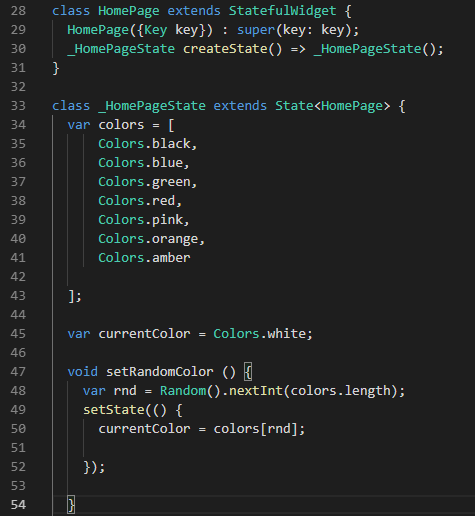 28 class HomePage extends StatefulWidget {
29   HomePage({Key key}) : super(key: key);
30   _HomePageState createState() => _HomePageState();
31 }
32
33 class _HomePageState extends State<HomePage> {
34   var colors = [
35       Colors.black,
36       Colors.blue,
37       Colors.green,
38       Colors.red,
39       Colors.pink,
40       Colors.orange,
41       Colors.amber
42
43   ];
44
45   var currentColor = Colors.white;
46
47   void setRandomColor () {
48     var rnd = Random().nextInt(colors.length);
49     setState(() {
50       currentColor = colors[rnd];
51
52     });
53
54   }